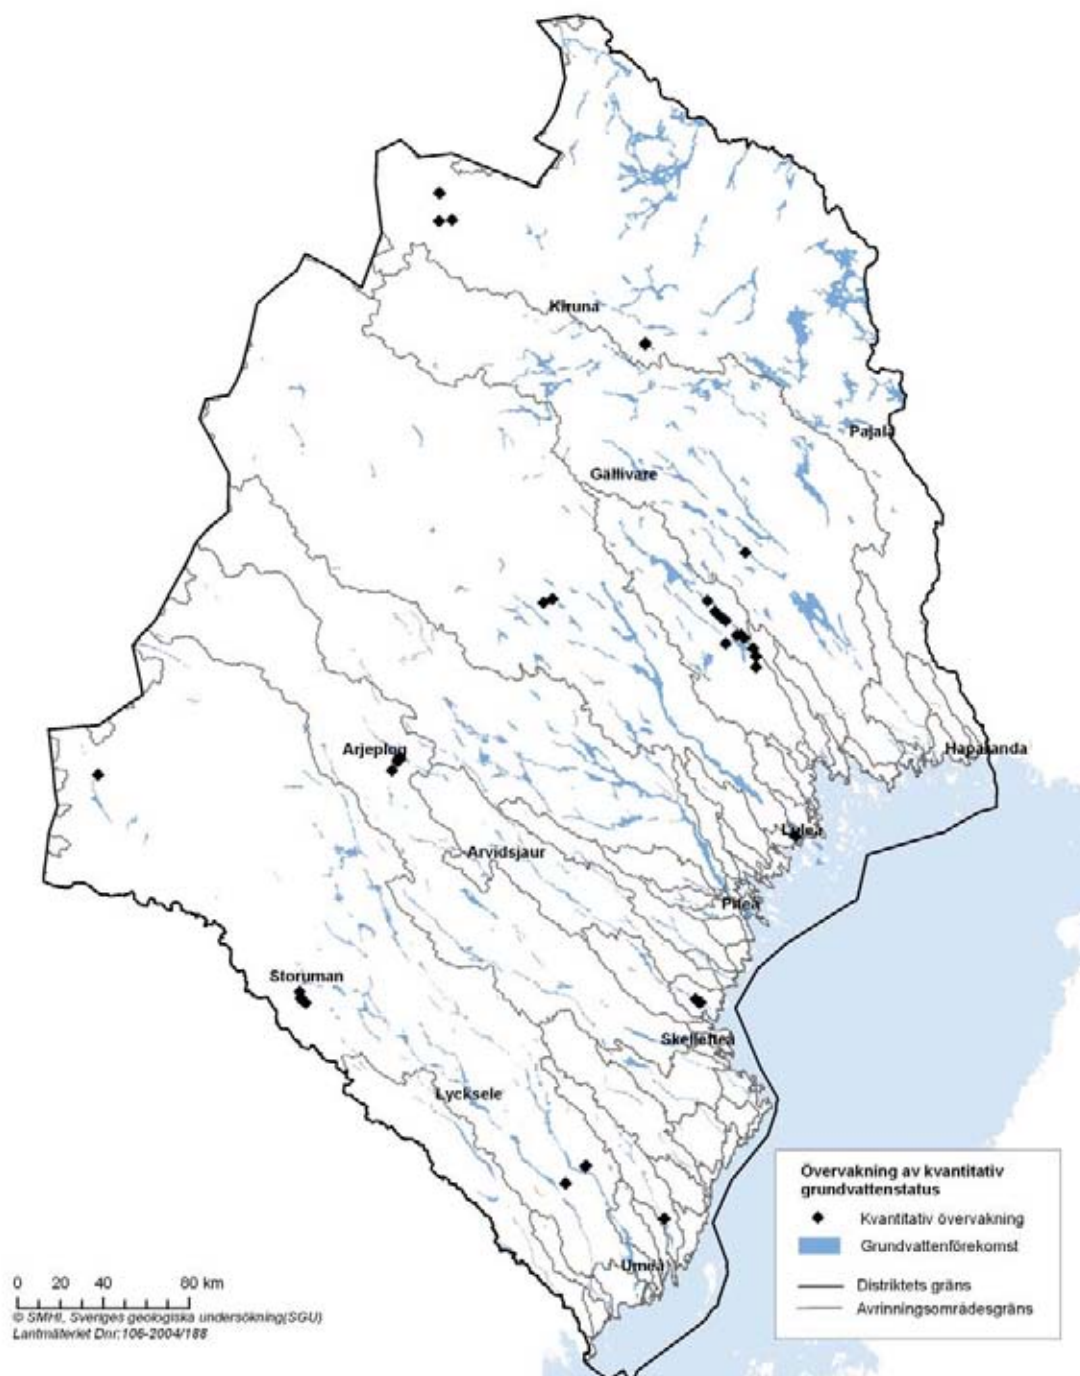 Kiruna
Pajala
Gällivare
Haparanda
Arjeplog
Luleå
Arvidsjaur
Piteå
Storuman
Skellefteå
Lycksele
Umeå
Övervakning av kvantitativ
grundvattenstatus
Kvantitativ övervakning
Grundvattenförekomst
Distriktets gräns
Avrinningsområdesgräns
0 20 40 80 km
© SMHI, Sveriges geologiska undersökning(SGU)
Lantmäteriet Dnr:106-2004/188